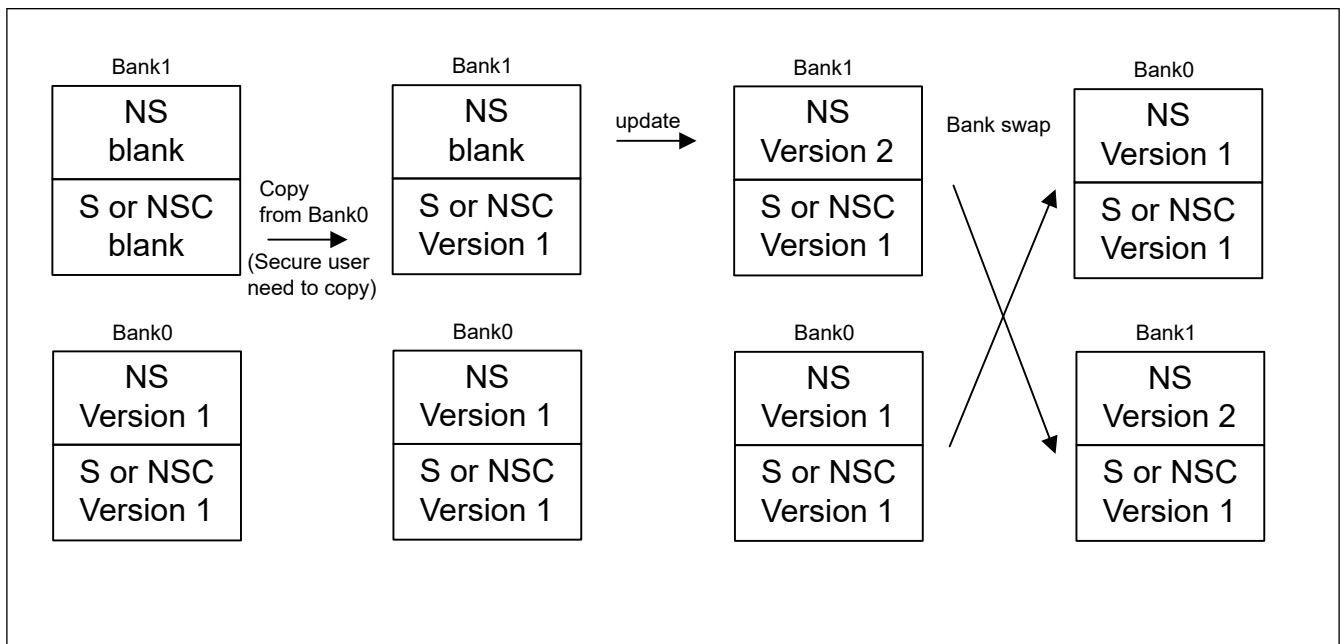 Bank1
NS
blank
S or NSC
blank
Copy
from Bank0
(Secure user
need to copy)
Bank1
NS
blank
S or NSC
Version 1
update
Bank1
NS
Version 2
S or NSC
Version 1
Bank swap
Bank0
NS
Version 1
S or NSC
Version 1
Bank0
NS
Version 1
S or NSC
Version 1
Bank0
NS
Version 1
S or NSC
Version 1
Bank0
NS
Version 1
S or NSC
Version 1
Bank1
NS
Version 2
S or NSC
Version 1